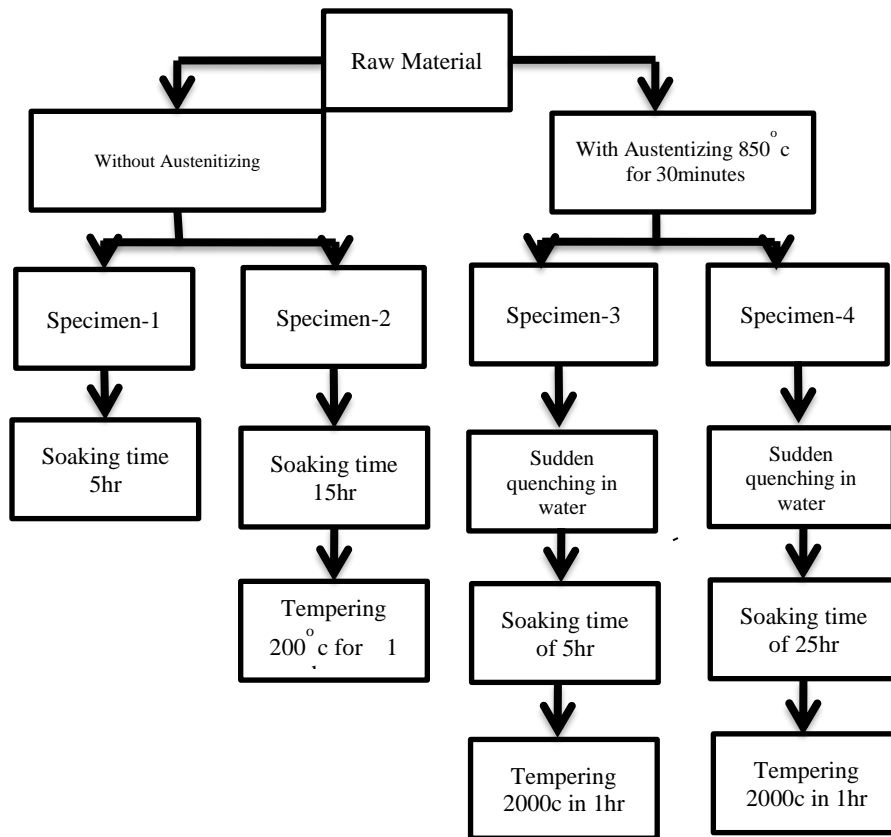 Raw Material
Without Austenitizing
With Austentizing 850°c
for 30minutes
Specimen-1
Specimen-2
Specimen-3
Specimen-4
Soaking time
5hr
Soaking time
15hr
Sudden
quenching in
water
Sudden
quenching in
water
Tempering
200°c for 1
Soaking time
of 5hr
Soaking time
of 25hr
Tempering
2000c in 1hr
Tempering
2000c in 1hr